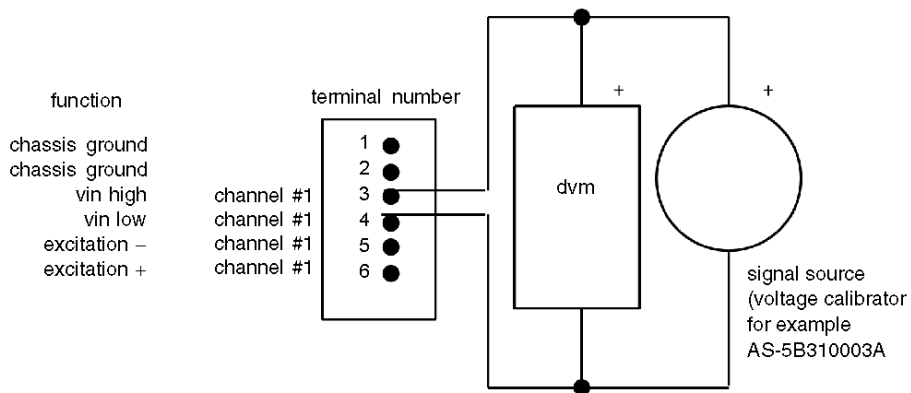 function
terminal number
+
+
chassis ground
1
chassis ground
2
vin high
channel #1
3
vin low
channel #1
4
excitation –
channel #1
5
excitation +
channel #1
6
dvm
signal source
(voltage calibrator
for example
AS-5B310003A